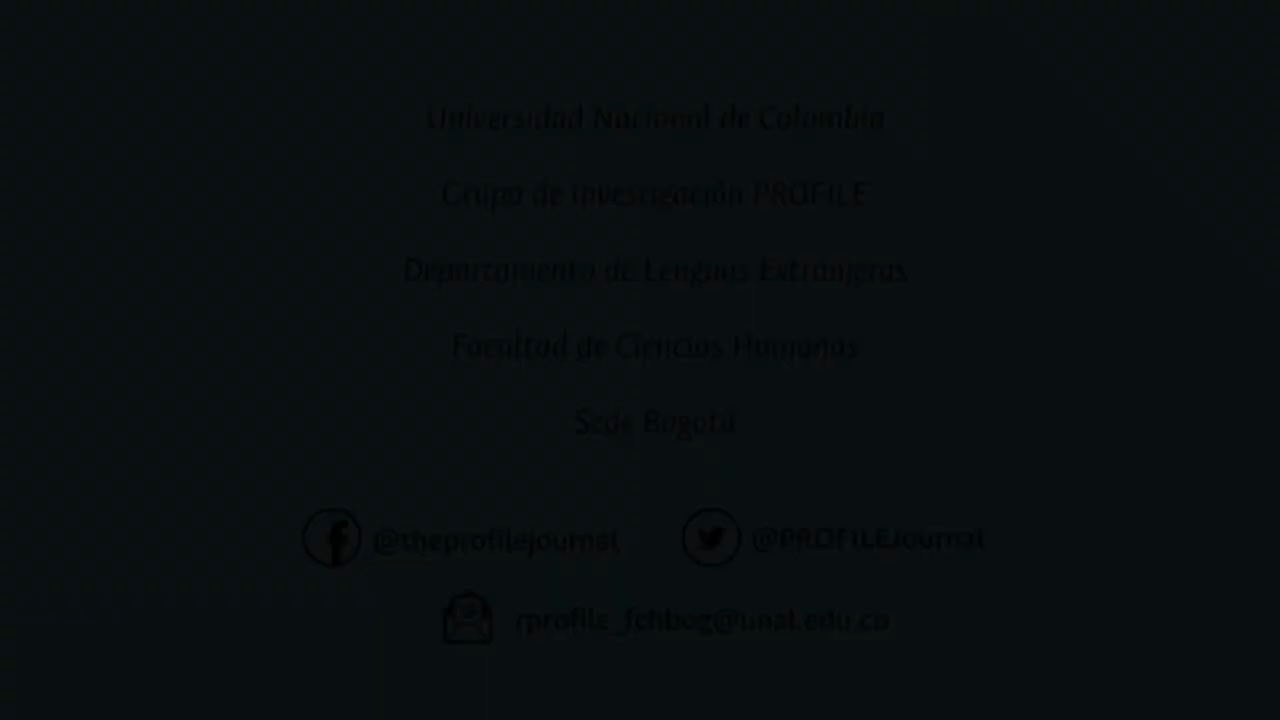 Universidad Nacional de Colombia
Grupo de investigación PROFILE
Departamento de Lenguas Extranjeras
Facultad de Ciencias Humanas
Sede Bogotá
@theprofilejournal @PROFILEJournal
rprofile_fchbog@unal.edu.co